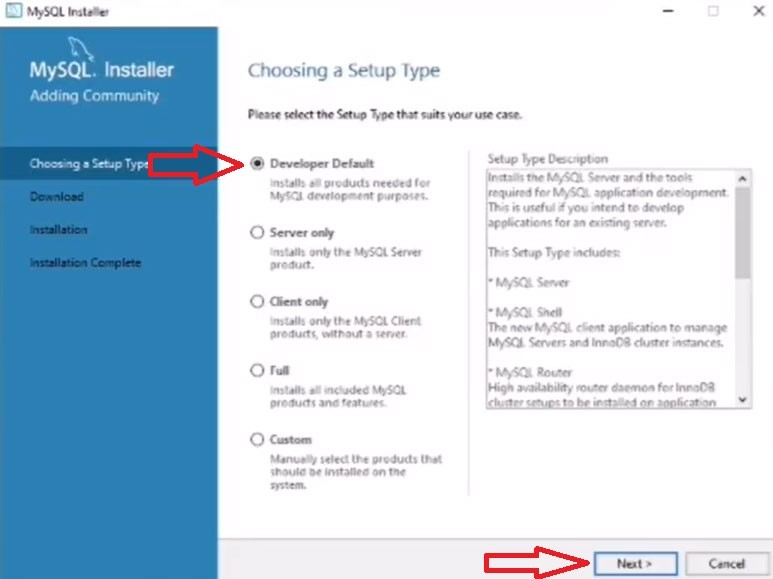 MySQL Installer
MySQL. Installer
Adding Community
Choosing a Setup Type
Download
Installation
Installation Complete
Choosing a Setup Type
Please select the Setup Type that suits your use case.
Developer Default
Installs all products needed for
MySQL development purposes.
Server only
Installs only the MySQL Server
product.
Client only
Installs only the MySQL Client
products, without a server.
Full
Installs all included MySQL
products and features.
Custom
Manually select the products that
should be installed on the
system.
Setup Type Description
Installs the MySQL Server and the tools
required for MySQL application development.
This is useful if you intend to develop
applications for an existing server.
This Setup Type includes:
* MySQL Server
* MySQL Shell
The new MySQL client application to manage
MySQL Servers and InnoDB cluster instances.
* MySQL Router
High availability router daemon for InnoDB
cluster setups to be installed on application
Next >
Cancel